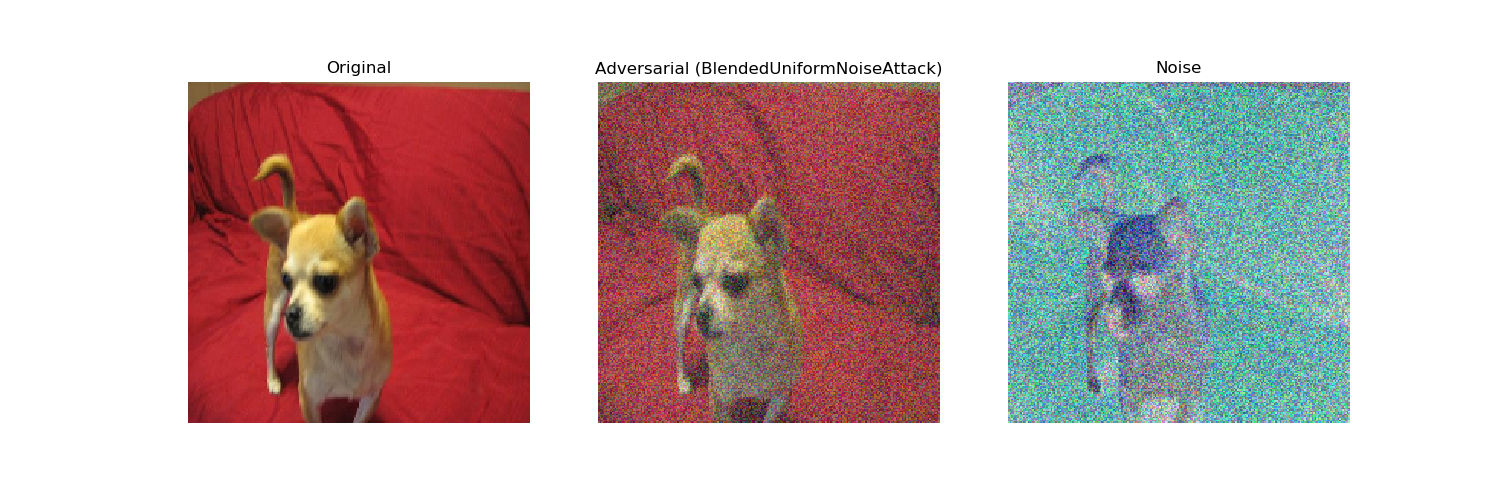 Original
Adversarial (BlendedUniformNoiseAttack)
Noise